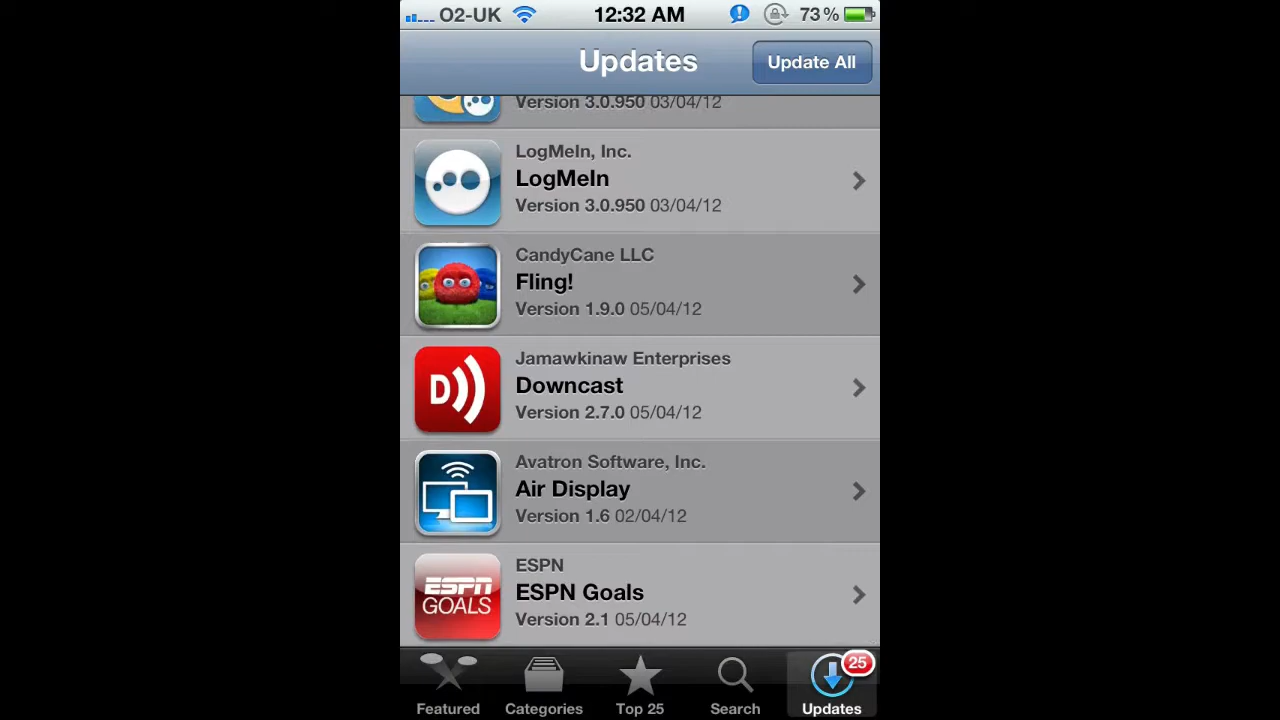 O2-UK 12:32 AM 73%
Updates Update All
Version 3.0.950 03/04/12
LogMeIn, Inc.
LogMeIn
Version 3.0.950 03/04/12
CandyCane LLC
Fling!
Version 1.9.0 05/04/12
Jamawkinaw Enterprises
D
Downcast
Version 2.7.0 05/04/12
Avatron Software, Inc.
Air Display
Version 1.6 02/04/12
ESPN
ESPN Goals
Version 2.1 05/04/12
ESPN
GOALS
25
Featured Categories Top 25 Search Updates